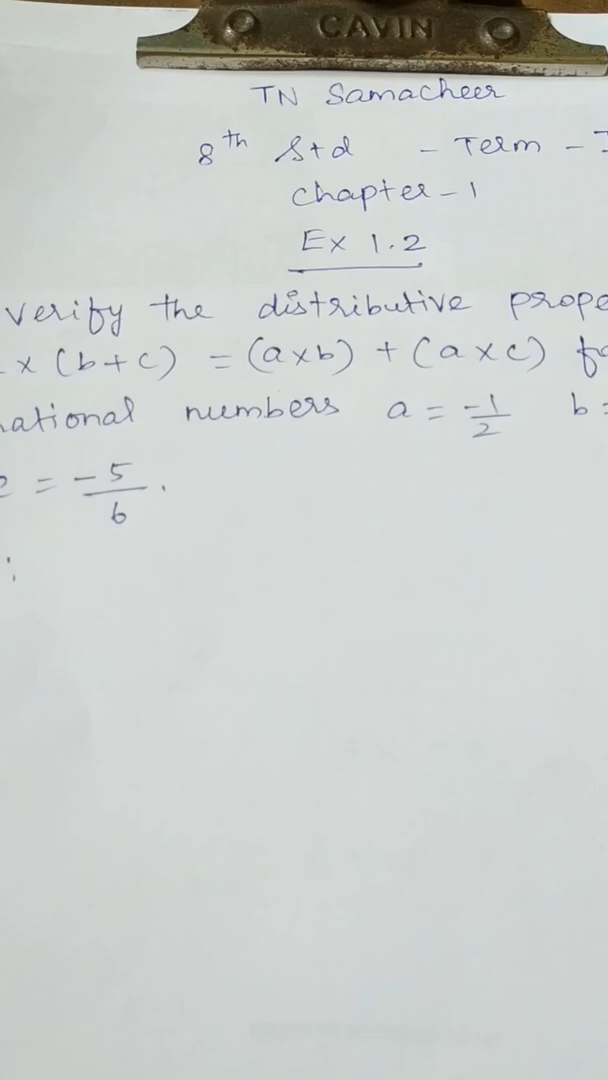 CAVIN
TN Samacheer
8th Std - Term -
Chapter - 1
Ex 1.2
verify the distributive prope
x (b+c) = (a×b) + (a×c) fo
ational numbers a = -1/2 b =
= -5/6.
: